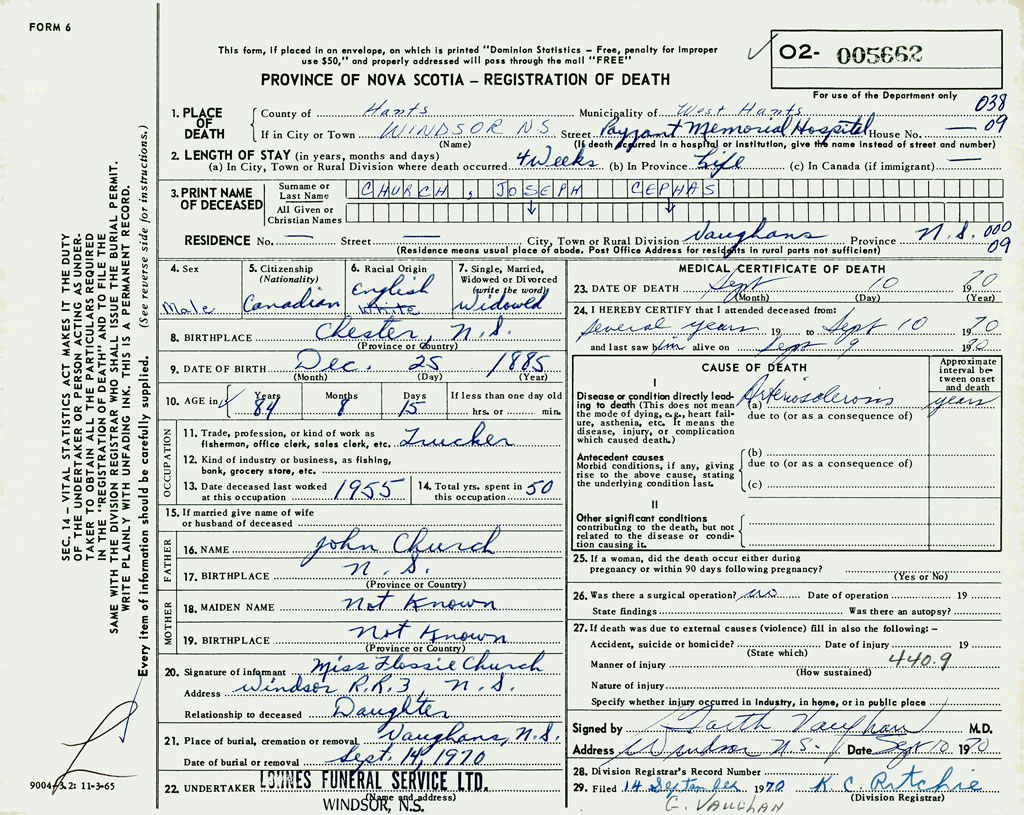 FORM 6
This form, if placed in an envelope, on which is printed "Dominion Statistics – Free, penalty for improper
use $50," and properly addressed will pass through the mail "FREE"
PROVINCE OF NOVA SCOTIA – REGISTRATION OF DEATH
O2- 005662
For use of the Department only
038
09
1. PLACE OF DEATH
County of Hants Municipality of West Hants
If in City or Town WINDSOR N.S. Street Payzant Memorial Hospital House No. —
(Name) (If death occurred in a hospital or institution, give the name instead of street and number)
2. LENGTH OF STAY (in years, months and days)
(a) In City, Town or Rural Division where death occurred 4 Weeks (b) In Province Life (c) In Canada (if immigrant) —
3. PRINT NAME OF DECEASED
Surname or Last Name CHURCH, JOSEPH CEPHAS
All Given or Christian Names
RESIDENCE No. — Street — City, Town or Rural Division Vaughans Province N.S. 000
09
(Residence means usual place of abode. Post Office Address for residents in rural parts not sufficient)
4. Sex Male
5. Citizenship (Nationality) Canadian
6. Racial Origin English White
7. Single, Married, Widowed or Divorced (write the word) Widowed
8. BIRTHPLACE Chester, N.S.
(Province or Country)
9. DATE OF BIRTH Dec. 25 1885
(Month) (Day) (Year)
10. AGE in Years 84 Months 8 Days 15 If less than one day old hrs. or min.
OCCUPATION
11. Trade, profession, or kind of work as fisherman, office clerk, sales clerk, etc. Trucker
12. Kind of industry or business, as fishing, bank, grocery store, etc.
13. Date deceased last worked at this occupation 1955
14. Total yrs. spent in this occupation 50
15. If married give name of wife or husband of deceased
FATHER
16. NAME John Church
17. BIRTHPLACE N.S.
(Province or Country)
MOTHER
18. MAIDEN NAME Not Known
19. BIRTHPLACE Not Known
(Province or Country)
20. Signature of informant Miss Flossie Church
Address Windsor R.R.3, N.S.
Relationship to deceased Daughter
21. Place of burial, cremation or removal Vaughans, N.S.
Date of burial or removal Sept. 14, 1970
22. UNDERTAKER LOHNES FUNERAL SERVICE LTD.
(Name and address)
WINDSOR, N.S.
MEDICAL CERTIFICATE OF DEATH
23. DATE OF DEATH Sept 10 1970
(Month) (Day) (Year)
24. I HEREBY CERTIFY that I attended deceased from:
Several years 19 to Sept 10 1970
and last saw him alive on Sept 9 1970
CAUSE OF DEATH
Approximate interval between onset and death
I
Disease or condition directly leading to death (This does not mean the mode of dying, e.g., heart failure, asthenia, etc. It means the disease, injury, or complication which caused death.)
(a) Arteriosclerosis years
due to (or as a consequence of)
Antecedent causes
Morbid conditions, if any, giving rise to the above cause, stating the underlying condition last.
(b)
due to (or as a consequence of)
(c)
II
Other significant conditions contributing to the death, but not related to the disease or condition causing it.
25. If a woman, did the death occur either during
pregnancy or within 90 days following pregnancy?
(Yes or No)
26. Was there a surgical operation? no Date of operation 19
State findings Was there an autopsy?
27. If death was due to external causes (violence) fill in also the following: –
Accident, suicide or homicide? Date of injury 19
(State which)
Manner of injury 440.9
(How sustained)
Nature of injury
Specify whether injury occurred in industry, in home, or in public place
Signed by Garth Vaughan M.D.
Address Windsor N.S. Date Sept 10 1970
28. Division Registrar's Record Number
29. Filed 14 September 1970 K C Ritchie
(Division Registrar)
G. VAUGHAN
SEC. 14 – VITAL STATISTICS ACT MAKES IT THE DUTY
OF THE UNDERTAKER OR PERSON ACTING AS UNDER-
TAKER TO OBTAIN ALL THE PARTICULARS REQUIRED
IN THE "REGISTRATION OF DEATH" AND TO FILE THE
SAME WITH THE DIVISION REGISTRAR WHO SHALL ISSUE THE BURIAL PERMIT.
WRITE PLAINLY WITH UNFADING INK. THIS IS A PERMANENT RECORD.
Every item of information should be carefully supplied. (See reverse side for instructions.)
9004-3.2: 11-3-65